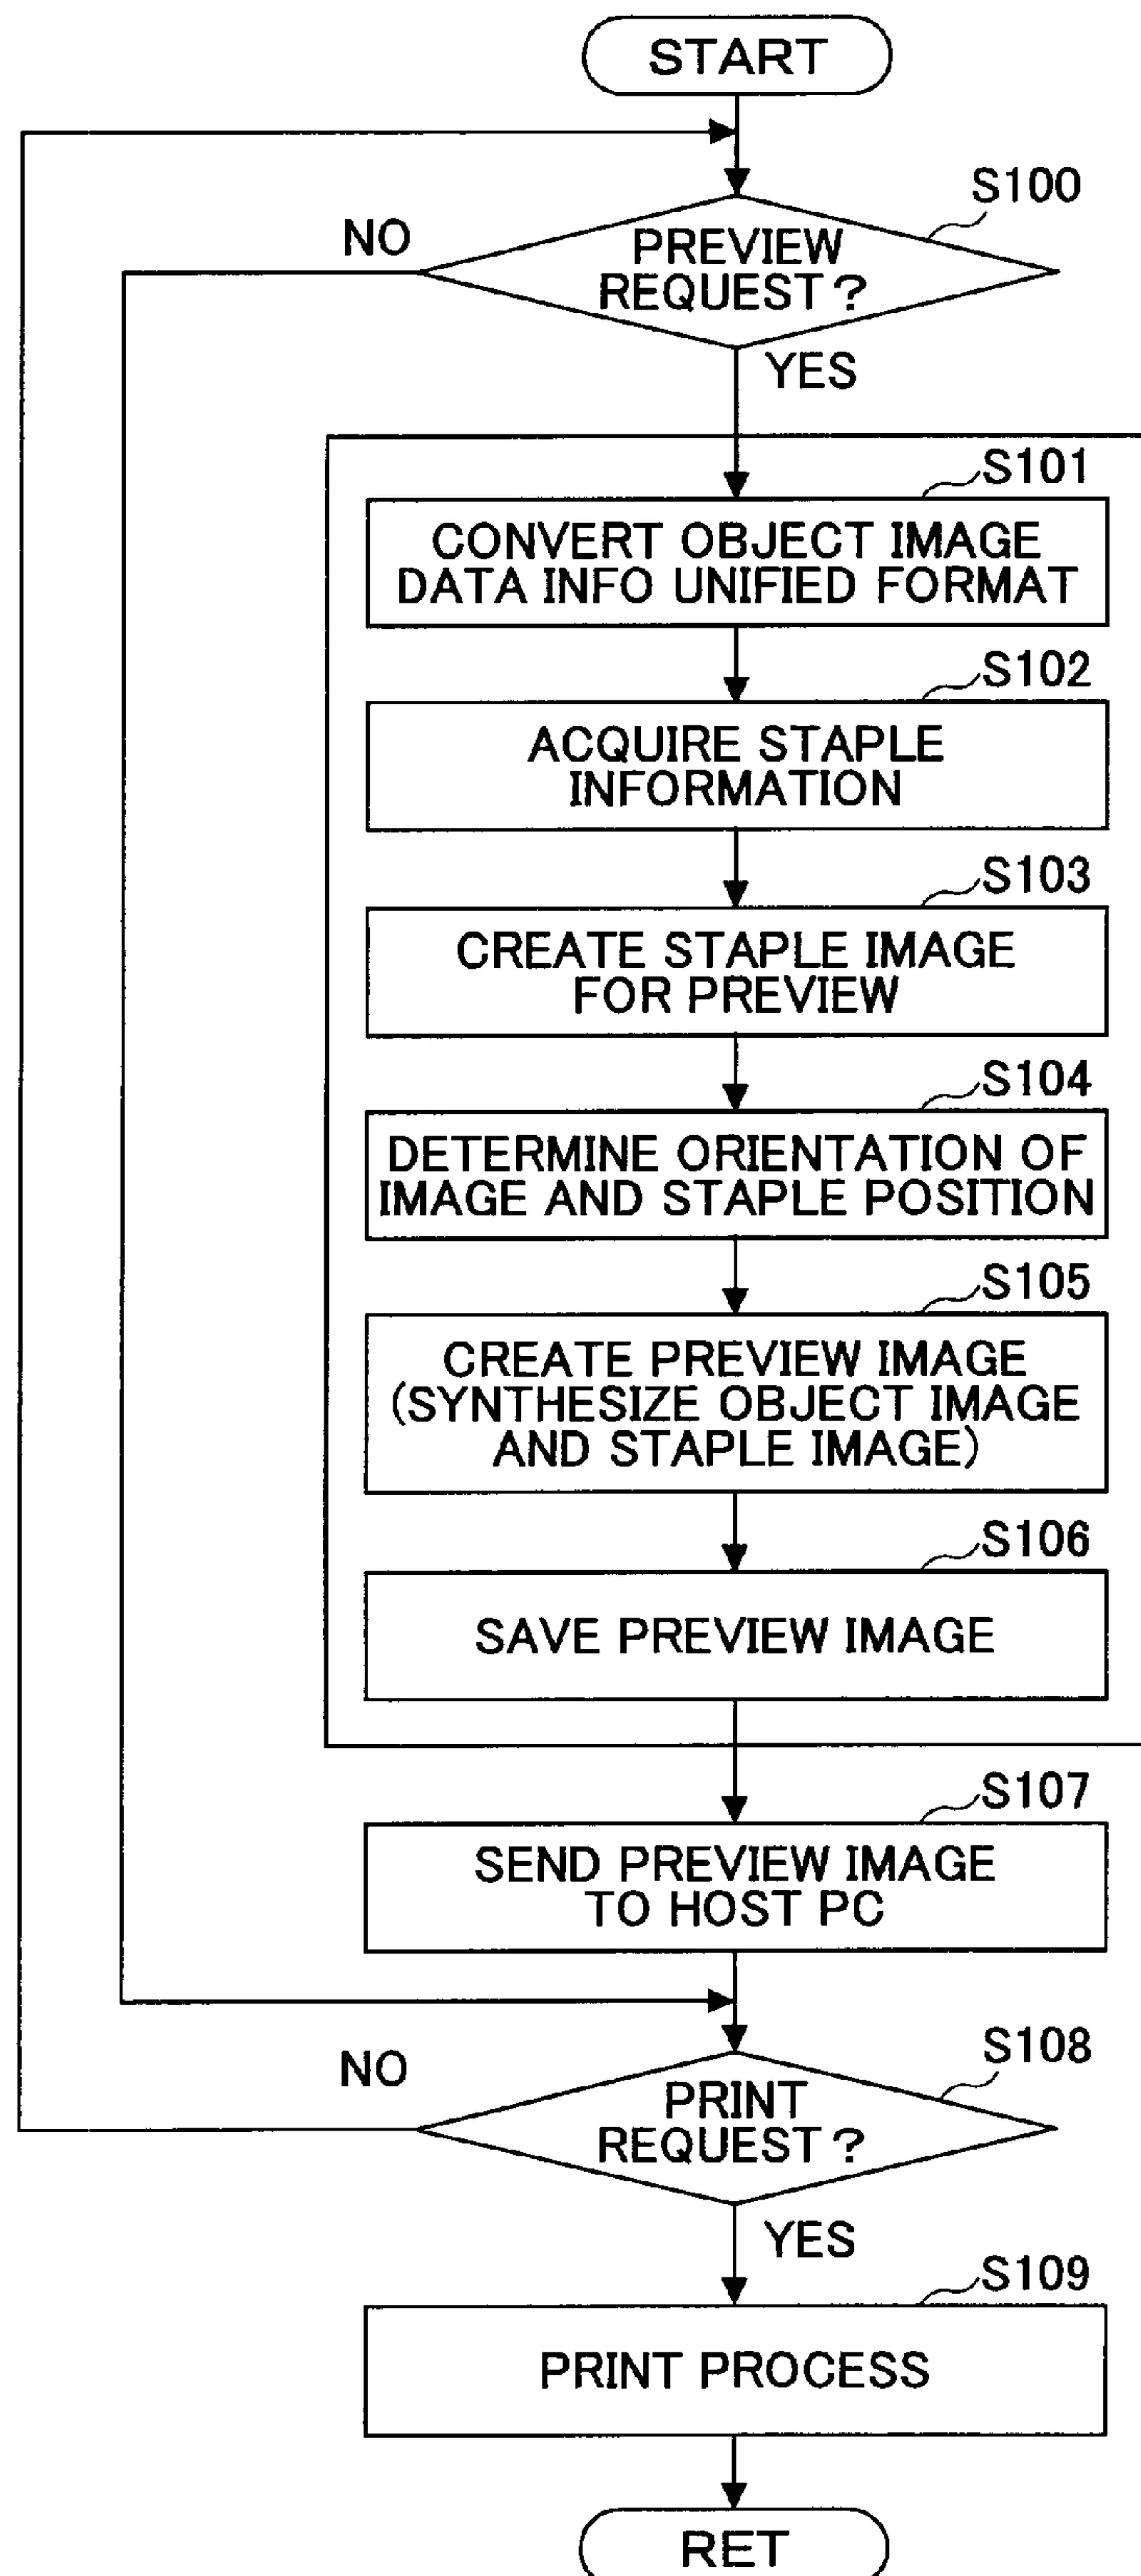 START
S100
NO
PREVIEW
REQUEST?
YES
S101
CONVERT OBJECT IMAGE
DATA INFO UNIFIED FORMAT
S102
ACQUIRE STAPLE
INFORMATION
S103
CREATE STAPLE IMAGE
FOR PREVIEW
S104
DETERMINE ORIENTATION OF
IMAGE AND STAPLE POSITION
S105
CREATE PREVIEW IMAGE
(SYNTHESIZE OBJECT IMAGE
AND STAPLE IMAGE)
S106
SAVE PREVIEW IMAGE
S107
SEND PREVIEW IMAGE
TO HOST PC
S108
NO
PRINT
REQUEST?
YES
S109
PRINT PROCESS
RET